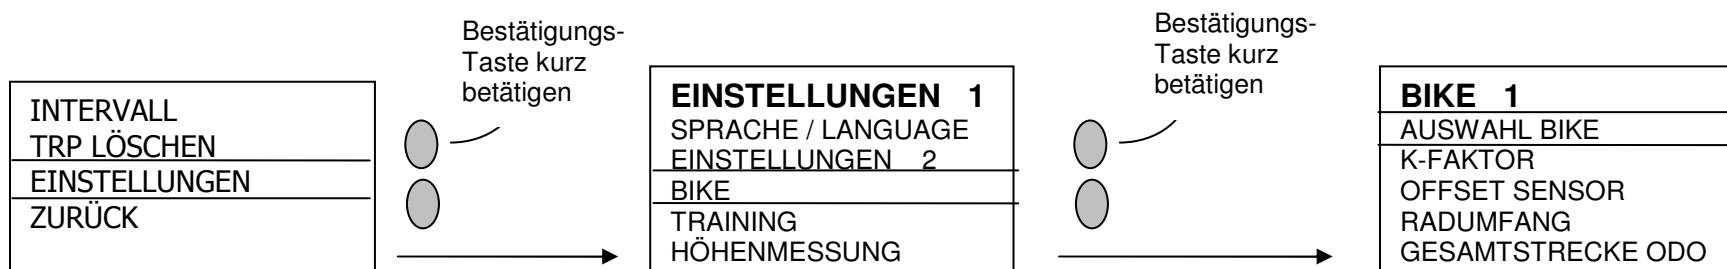 INTERVALL
TRP LÖSCHEN
EINSTELLUNGEN
ZURÜCK
Bestätigungs-
Taste kurz
betätigen
EINSTELLUNGEN 1
SPRACHE / LANGUAGE
EINSTELLUNGEN 2
BIKE
TRAINING
HÖHENMESSUNG
Bestätigungs-
Taste kurz
betätigen
BIKE 1
AUSWAHL BIKE
K-FAKTOR
OFFSET SENSOR
RADUMFANG
GESAMTSTRECKE ODO